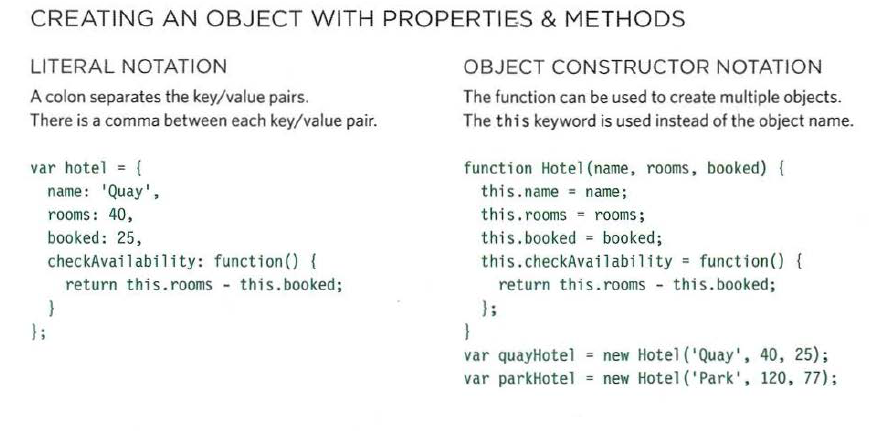 CREATING AN OBJECT WITH PROPERTIES & METHODS
LITERAL NOTATION
A colon separates the key/value pairs.
There is a comma between each key/value pair.
var hotel = {
  name: 'Quay',
  rooms: 40,
  booked: 25,
  checkAvailability: function() {
    return this.rooms - this.booked;
  }
};
OBJECT CONSTRUCTOR NOTATION
The function can be used to create multiple objects.
The this keyword is used instead of the object name.
function Hotel(name, rooms, booked) {
  this.name = name;
  this.rooms = rooms;
  this.booked = booked;
  this.checkAvailability = function() {
    return this.rooms - this.booked;
  };
}
var quayHotel = new Hotel('Quay', 40, 25);
var parkHotel = new Hotel('Park', 120, 77);